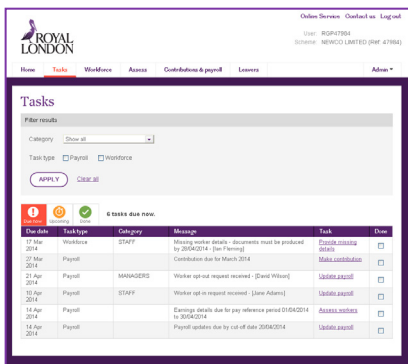 Online Service Contact us Log out
ROYAL
LONDON
User: RGP47984
Scheme: NEWCO LIMITED (Ref: 47984)
Home Tasks Workforce Assess Contributions & payroll Leavers Admin
Tasks
Filter results
Category Show all
Task type Payroll Workforce
APPLY Clear all
Due Now Upcoming Done 6 tasks due now.
Due date Task type Category Message Task Done
17 Mar 2014 Workforce STAFF Missing worker details - documents must be produced by 28/04/2014 - [Ian Fleming] Provide missing details
27 Mar 2014 Payroll Contribution due for March 2014 Make contribution
21 Apr 2014 Payroll MANAGERS Worker opt-out request received - [David Wilson] Update payroll
10 Apr 2014 Payroll STAFF Worker opt-in request received - [Jane Adams] Update payroll
14 Apr 2014 Payroll Earnings details due for pay reference period 01/04/2014 to 30/04/2014 Assess workers
14 Apr 2014 Payroll Payroll updates due by cut-off date 20/04/2014 Update payroll